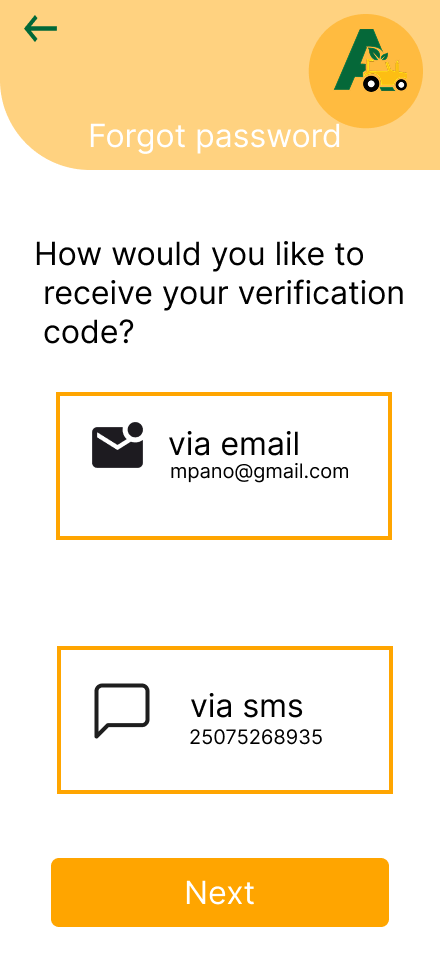 Forgot password
How would you like to
receive your verification
code?
via email
mpano@gmail.com
via sms
25075268935
Next